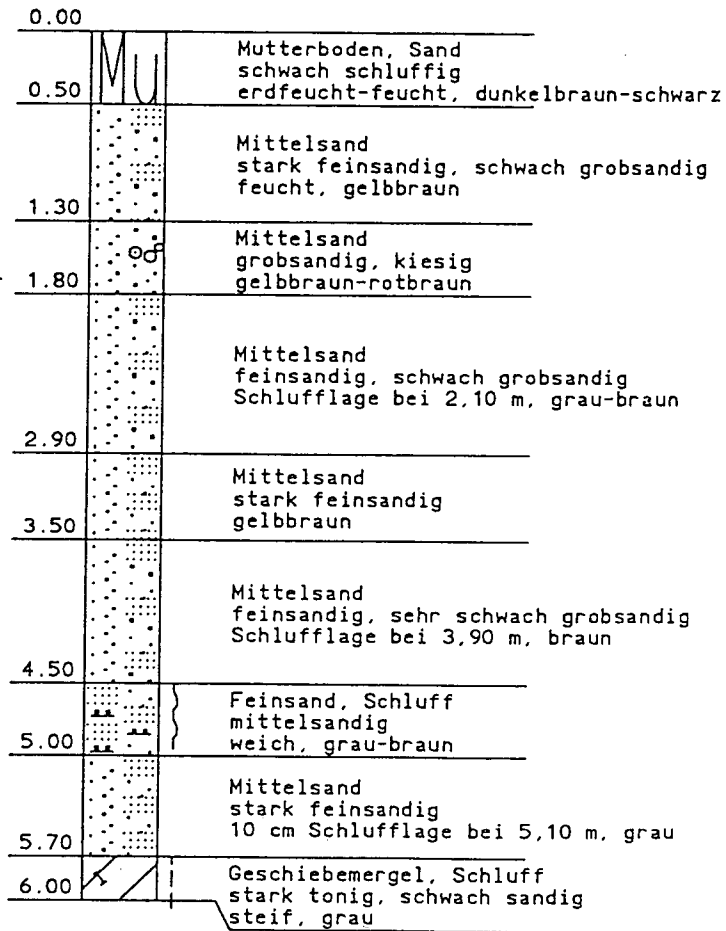 0.00
Mutterboden, Sand
schwach schluffig
0.50 erdfeucht-feucht, dunkelbraun-schwarz
Mittelsand
stark feinsandig, schwach grobsandig
feucht, gelbbraun
1.30
Mittelsand
grobsandig, kiesig
1.80 gelbbraun-rotbraun
Mittelsand
feinsandig, schwach grobsandig
Schlufflage bei 2,10 m, grau-braun
2.90
Mittelsand
stark feinsandig
3.50 gelbbraun
Mittelsand
feinsandig, sehr schwach grobsandig
Schlufflage bei 3,90 m, braun
4.50
Feinsand, Schluff
mittelsandig
5.00 weich, grau-braun
Mittelsand
stark feinsandig
10 cm Schlufflage bei 5,10 m, grau
5.70
Geschiebemergel, Schluff
6.00 stark tonig, schwach sandig
steif, grau